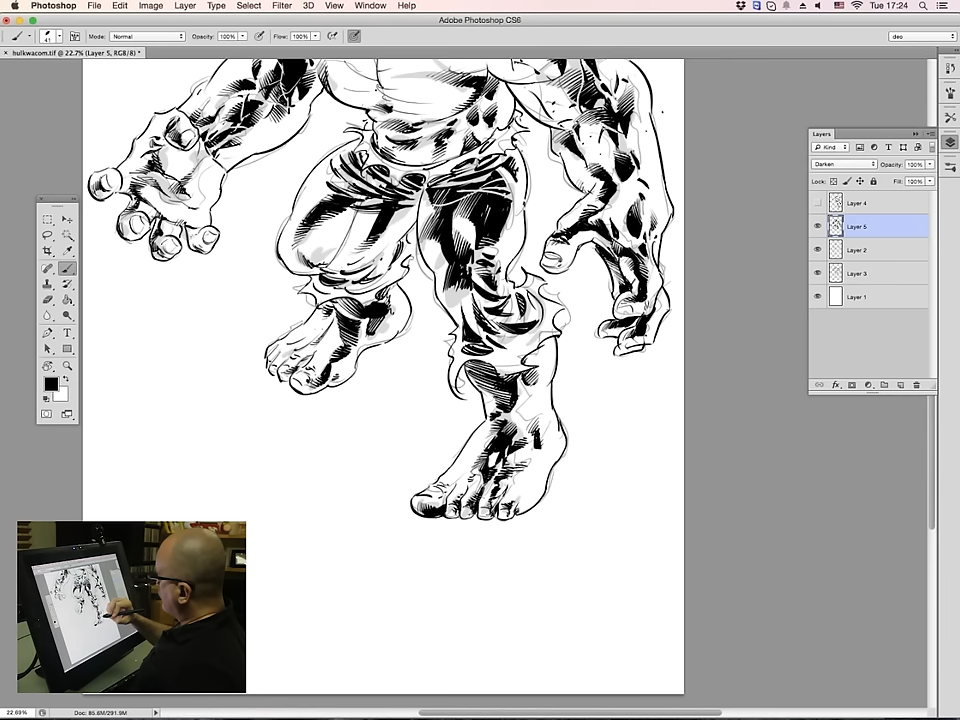 Photoshop File Edit Image Layer Type Select Filter 3D View Window Help Tue 17:24
Adobe Photoshop CS6
41 Mode: Normal Opacity: 100% Flow: 100% deo
× hulkwacom.tif @ 22.7% (Layer 5, RGB/8) *
Layers
Kind
Darken Opacity: 100%
Lock: Fill: 100%
Layer 4
Layer 5
Layer 2
Layer 3
Layer 1
fx
22.69% Doc: 85.6M/291.9M